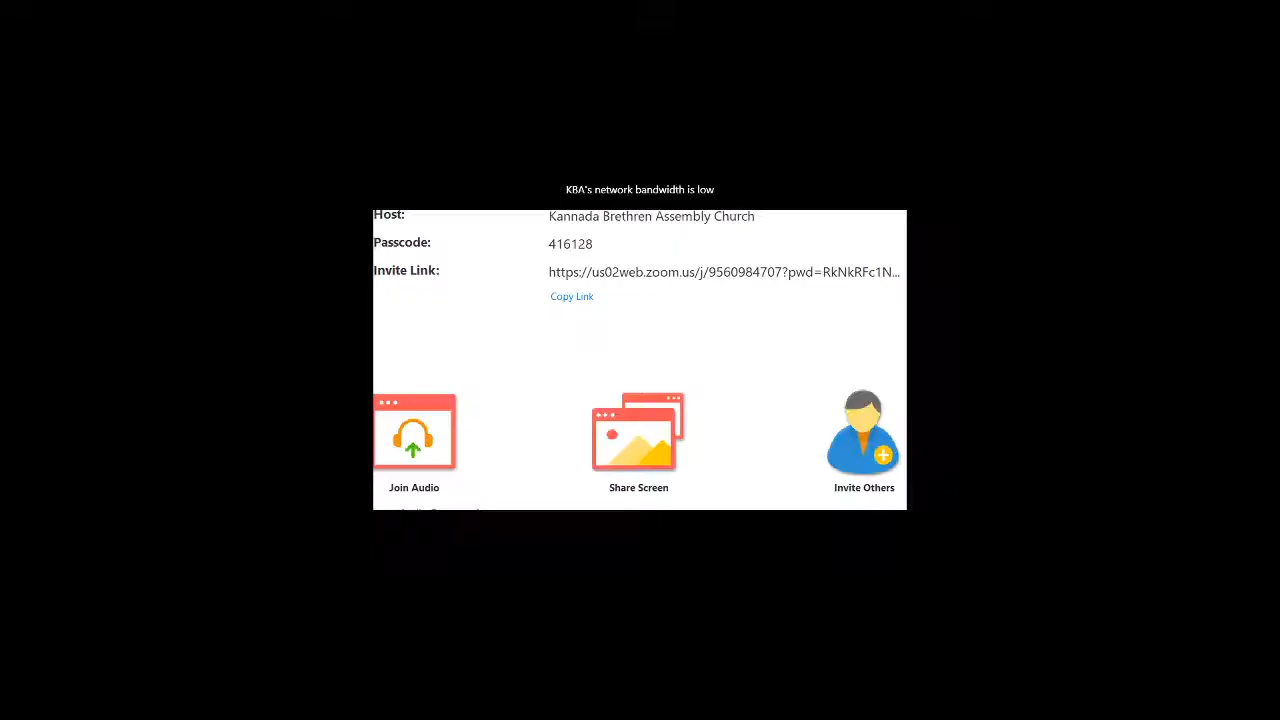 KBA's network bandwidth is low
Host: Kannada Brethren Assembly Church
Passcode: 416128
Invite Link: https://us02web.zoom.us/j/9560984707?pwd=RkNkRFc1N...
Copy Link
Join Audio Share Screen Invite Others